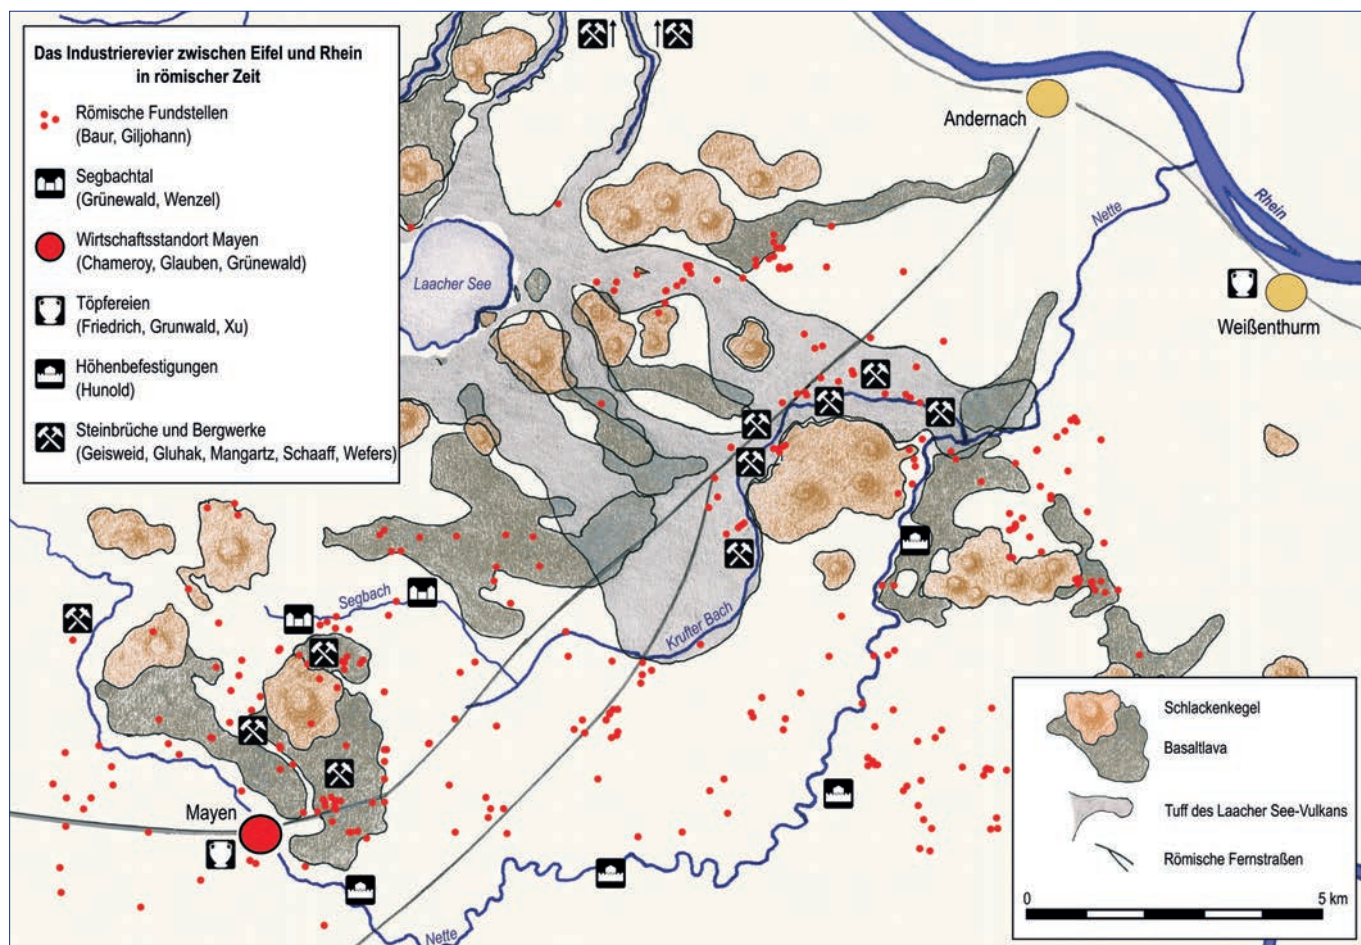 Das Industrierevier zwischen Eifel und Rhein
in römischer Zeit
Römische Fundstellen
(Baur, Giljohann)
Segbachtal
(Grünewald, Wenzel)
Wirtschaftsstandort Mayen
(Chameroy, Glauben, Grünewald)
Töpfereien
(Friedrich, Grunwald, Xu)
Höhenbefestigungen
(Hunold)
Steinbrüche und Bergwerke
(Geisweid, Gluhak, Mangartz, Schaaff, Wefers)
Andernach
Rhein
Nette
Laacher See
Weißenthurm
Segbach
Krufter Bach
Mayen
Nette
Schlackenkegel
Basaltlava
Tuff des Laacher See-Vulkans
Römische Fernstraßen
0 5 km